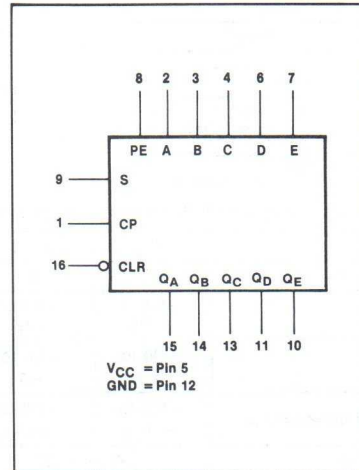 8 2 3 4 6 7
PE A B C D E
9 S
1 CP
16 CLR
QA QB QC QD QE
15 14 13 11 10
VCC = Pin 5
GND = Pin 12